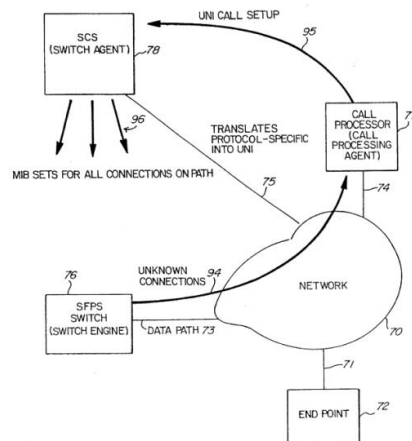 UNI CALL SETUP
95
SCS
(SWITCH AGENT)
78
96
CALL
PROCESSOR
(CALL
PROCESSING
AGENT)
TRANSLATES
PROTOCOL-SPECIFIC
INTO UNI
MIB SETS FOR ALL CONNECTIONS ON PATH
75
74
UNKNOWN
CONNECTIONS
94
76
SFPS
SWITCH
(SWITCH ENGINE)
NETWORK
DATA PATH 73
70
71
END POINT
72